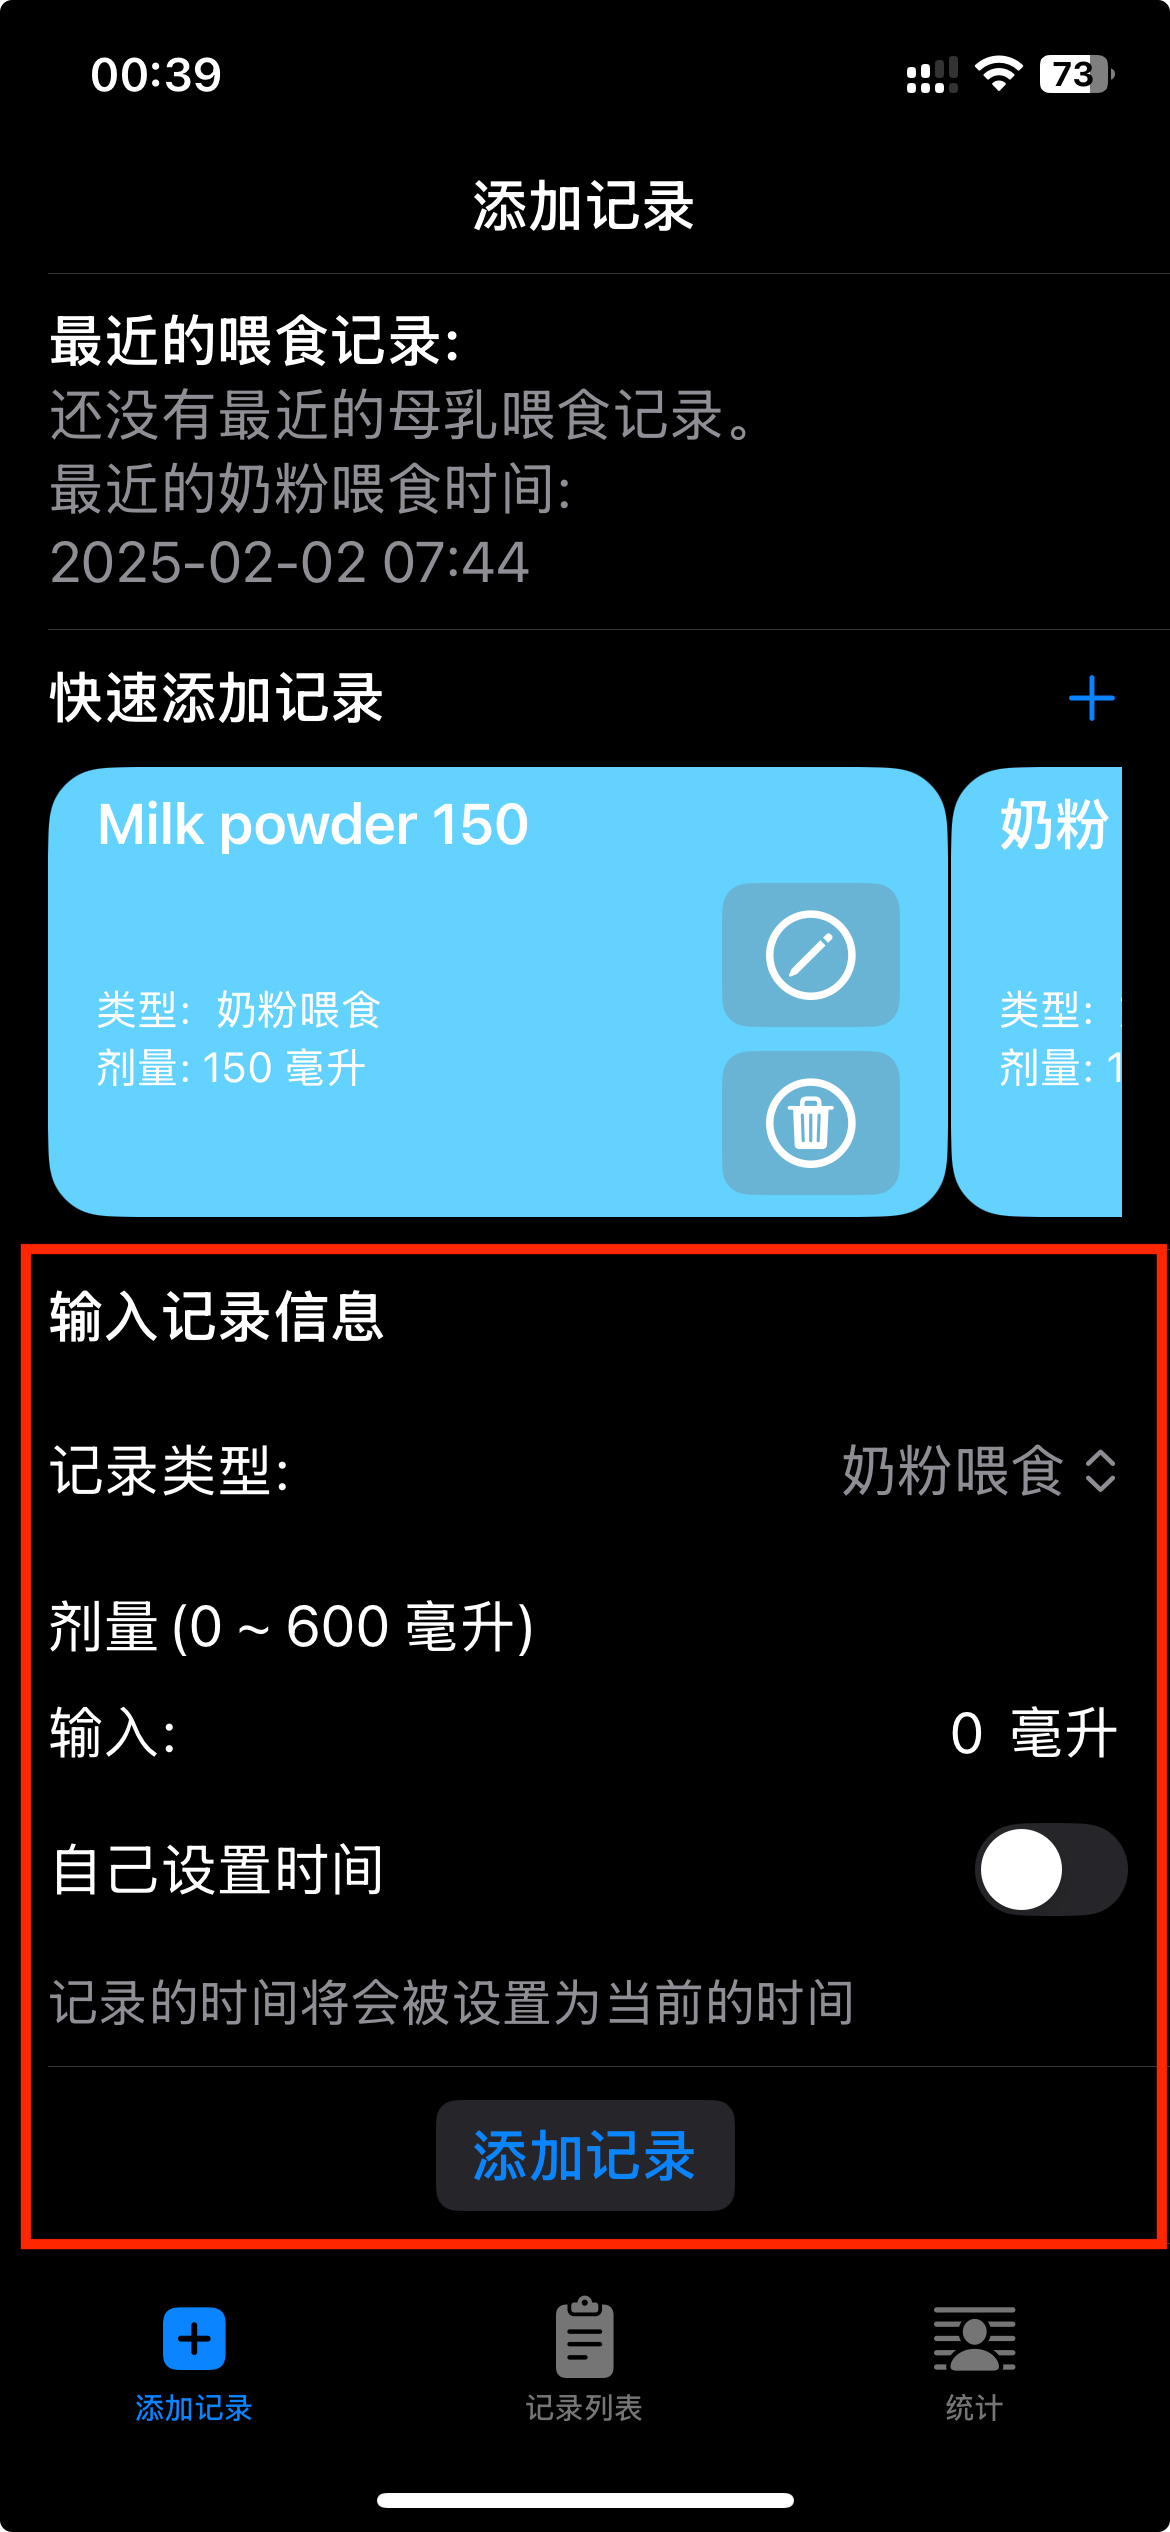 00:39
73
添加记录
最近的喂食记录:
还没有最近的母乳喂食记录。
最近的奶粉喂食时间:
2025-02-02 07:44
快速添加记录
Milk powder 150
类型: 奶粉喂食
剂量: 150 毫升
奶粉
类型:
剂量: 1
输入记录信息
记录类型:
奶粉喂食
剂量 (0 ~ 600 毫升)
输入:
0 毫升
自己设置时间
记录的时间将会被设置为当前的时间
添加记录
添加记录
记录列表
统计